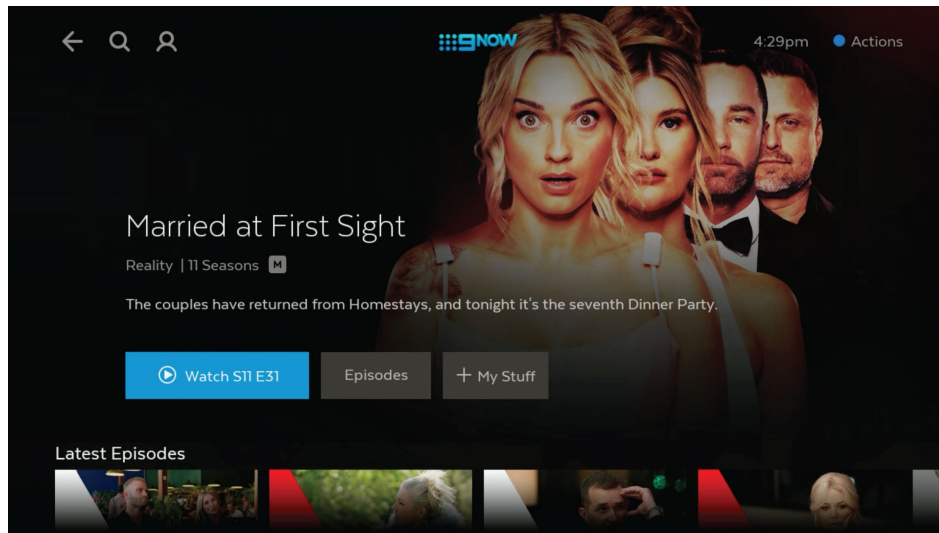 9NOW
4:29pm
Actions
Married at First Sight
Reality | 11 Seasons M
The couples have returned from Homestays, and tonight it's the seventh Dinner Party.
Watch S11 E31
Episodes
+ My Stuff
Latest Episodes